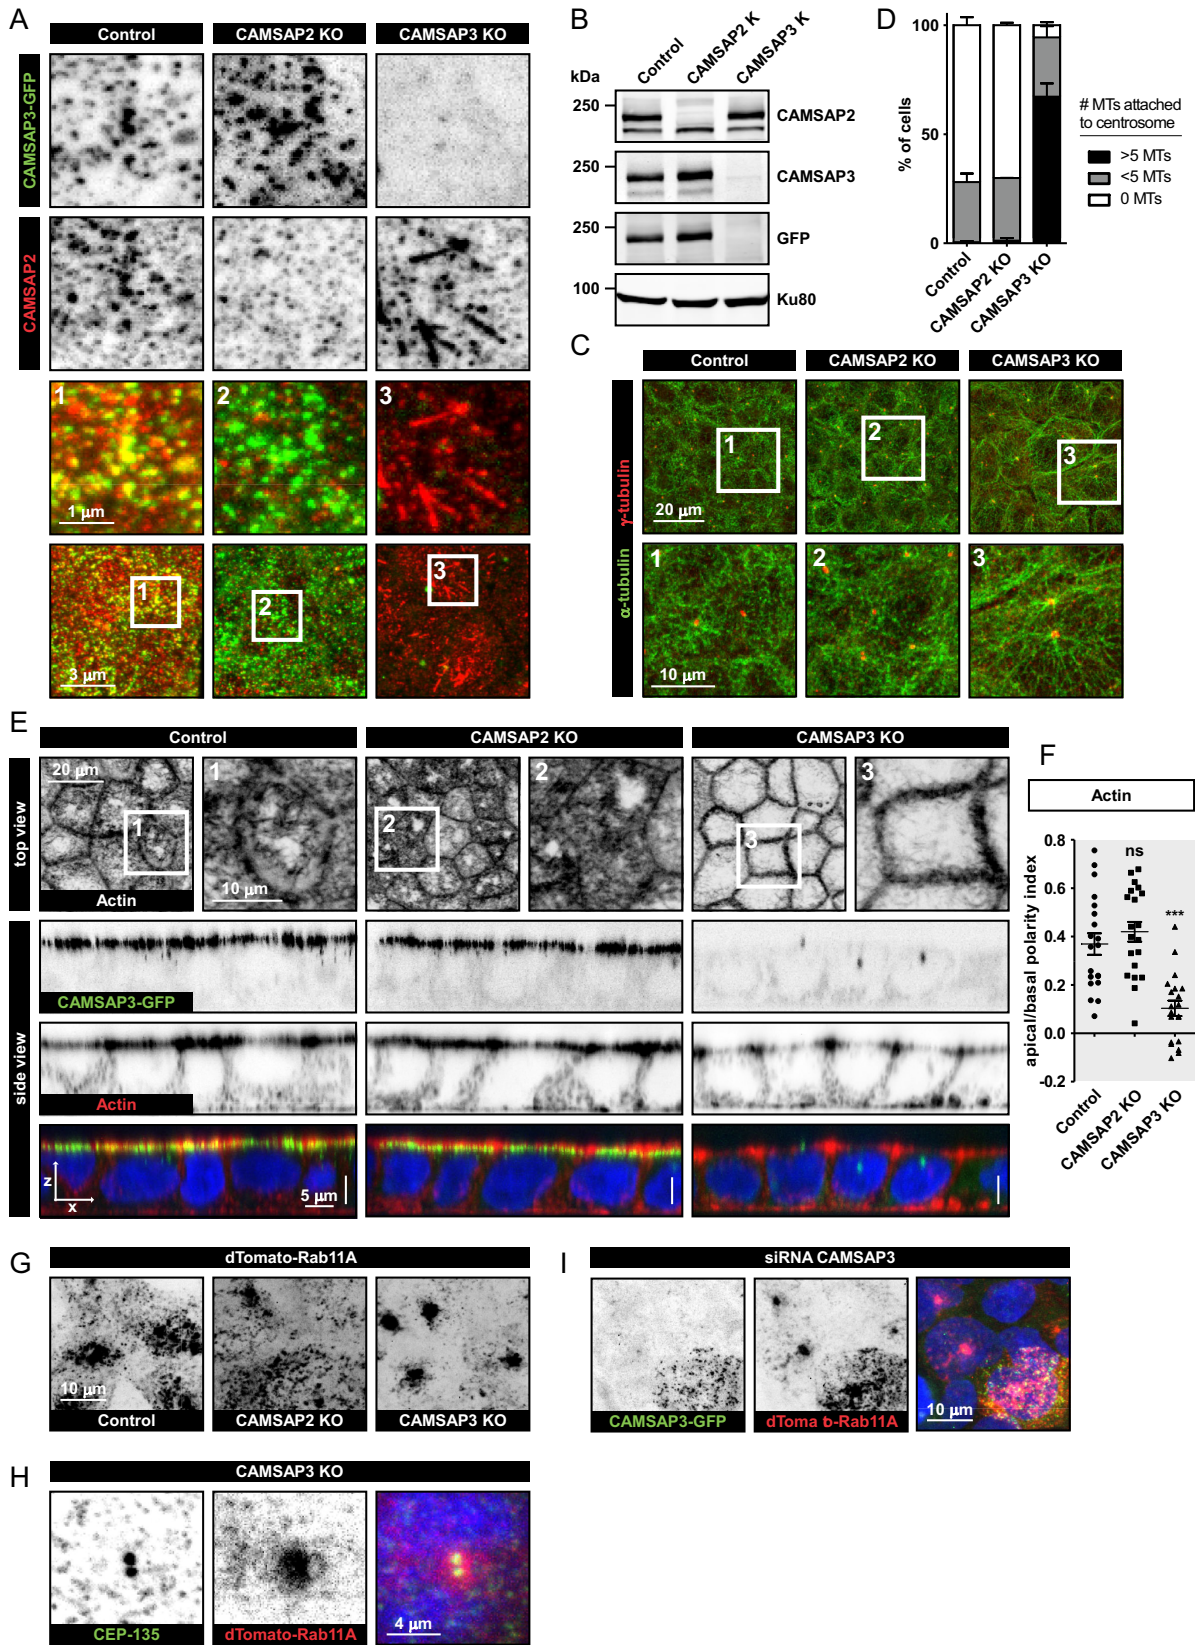 A
Control
CAMSAP2 KO
CAMSAP3 KO
CAMSAP3-GFP
CAMSAP2
1
2
3
1 µm
1
2
3
3 µm
B
Control
CAMSAP2 K
CAMSAP3 K
kDa
250
CAMSAP2
250
CAMSAP3
250
GFP
100
Ku80
D
% of cells
100
50
0
Control
CAMSAP2 KO
CAMSAP3 KO
# MTs attached
to centrosome
>5 MTs
<5 MTs
0 MTs
C
Control
CAMSAP2 KO
CAMSAP3 KO
γ-tubulin
α-tubulin
1
2
3
20 µm
1
2
3
10 µm
E
Control
CAMSAP2 KO
CAMSAP3 KO
top view
20 µm
1
1
2
2
3
3
10 µm
Actin
side view
CAMSAP3-GFP
Actin
z
x
5 µm
F
Actin
apical/basal polarity index
0.8
0.6
0.4
0.2
0.0
-0.2
ns
***
Control
CAMSAP2 KO
CAMSAP3 KO
G
dTomato-Rab11A
10 µm
Control
CAMSAP2 KO
CAMSAP3 KO
I
siRNA CAMSAP3
CAMSAP3-GFP
dToma b-Rab11A
10 µm
H
CAMSAP3 KO
CEP-135
dTomato-Rab11A
4 µm